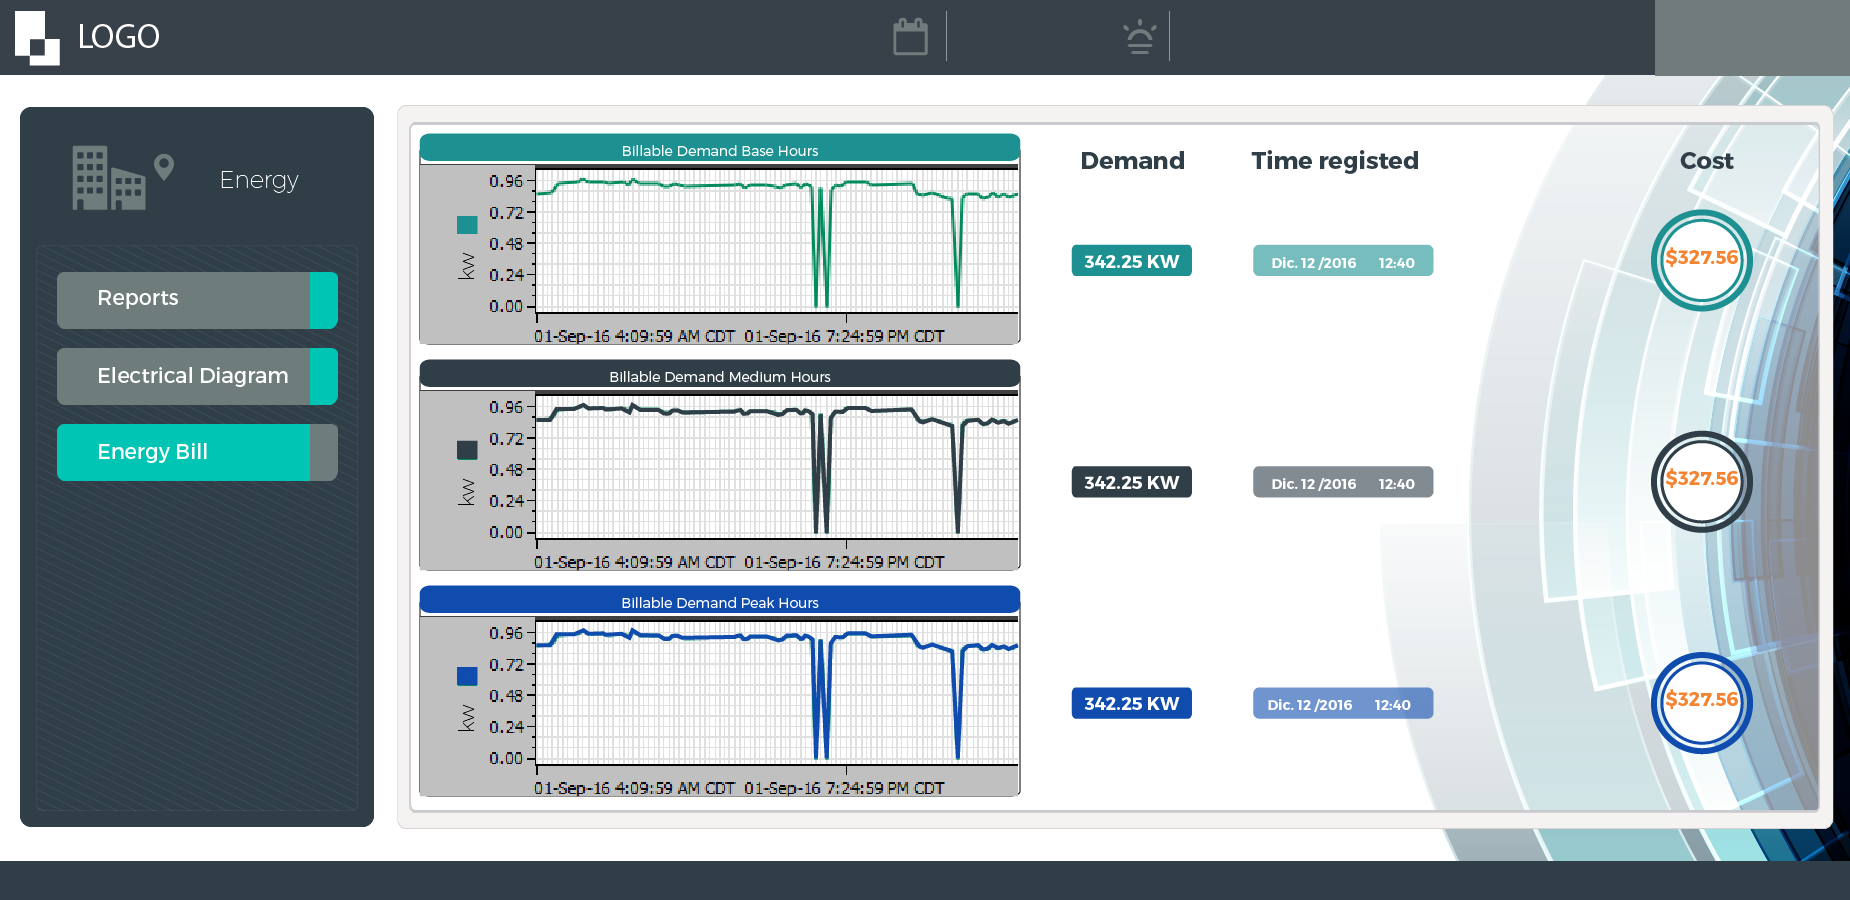 LOGO
Energy
Reports
Electrical Diagram
Energy Bill
Billable Demand Base Hours
0.96
0.72
0.48
0.24
0.00
kW
01-Sep-16 4:09:59 AM CDT 01-Sep-16 7:24:59 PM CDT
Billable Demand Medium Hours
0.96
0.72
0.48
0.24
0.00
kW
01-Sep-16 4:09:59 AM CDT 01-Sep-16 7:24:59 PM CDT
Billable Demand Peak Hours
0.96
0.72
0.48
0.24
0.00
kW
01-Sep-16 4:09:59 AM CDT 01-Sep-16 7:24:59 PM CDT
Demand Time registed Cost
342.25 KW Dic. 12 /2016 12:40 $327.56
342.25 KW Dic. 12 /2016 12:40 $327.56
342.25 KW Dic. 12 /2016 12:40 $327.56